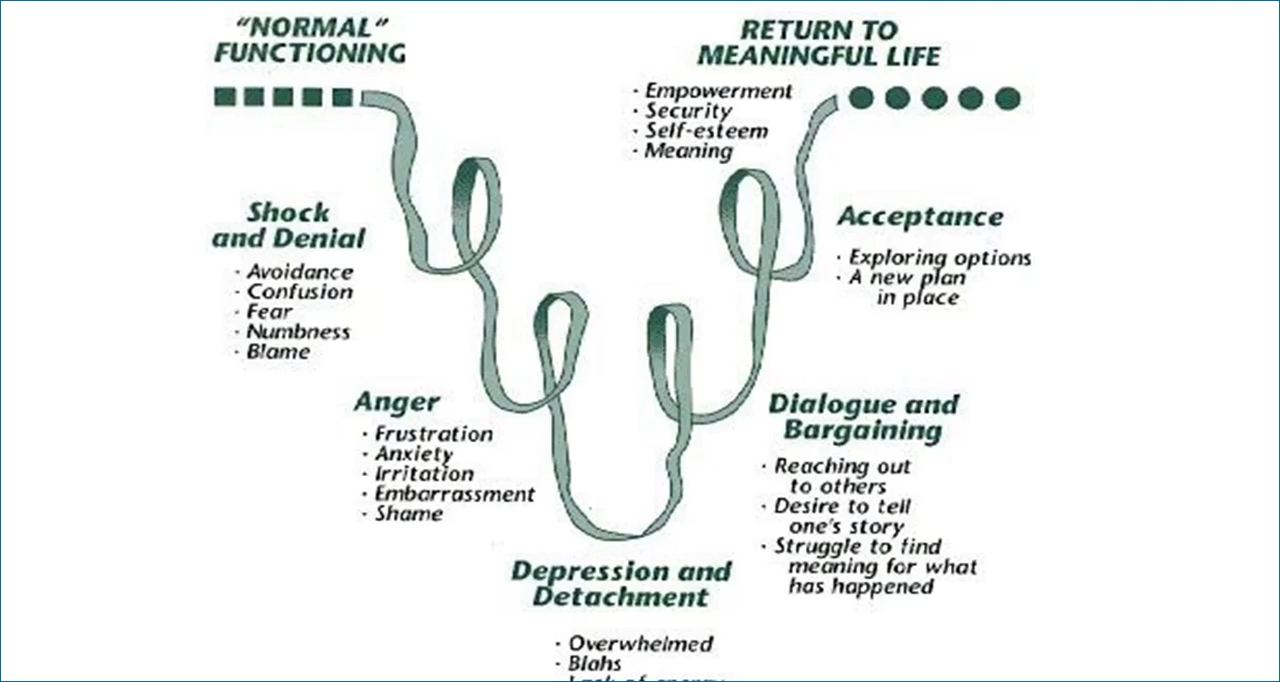 "NORMAL"
FUNCTIONING
RETURN TO
MEANINGFUL LIFE
· Empowerment
· Security
· Self-esteem
· Meaning
Shock
and Denial
· Avoidance
· Confusion
· Fear
· Numbness
· Blame
Anger
· Frustration
· Anxiety
· Irritation
· Embarrassment
· Shame
Depression and
Detachment
· Overwhelmed
· Blahs
· Lack of energy
Dialogue and
Bargaining
· Reaching out
to others
· Desire to tell
one's story
· Struggle to find
meaning for what
has happened
Acceptance
· Exploring options
· A new plan
in place